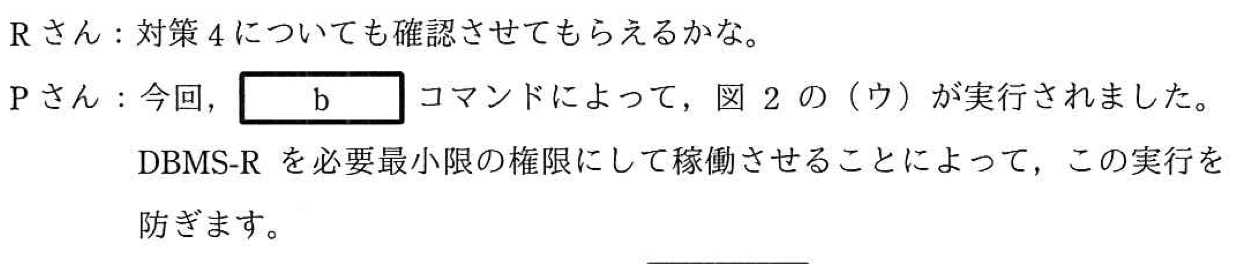 Rさん：対策4についても確認させてもらえるかな。
Pさん：今回，bコマンドによって，図2の（ウ）が実行されました。
DBMS-Rを必要最小限の権限にして稼働させることによって，この実行を
防ぎます。